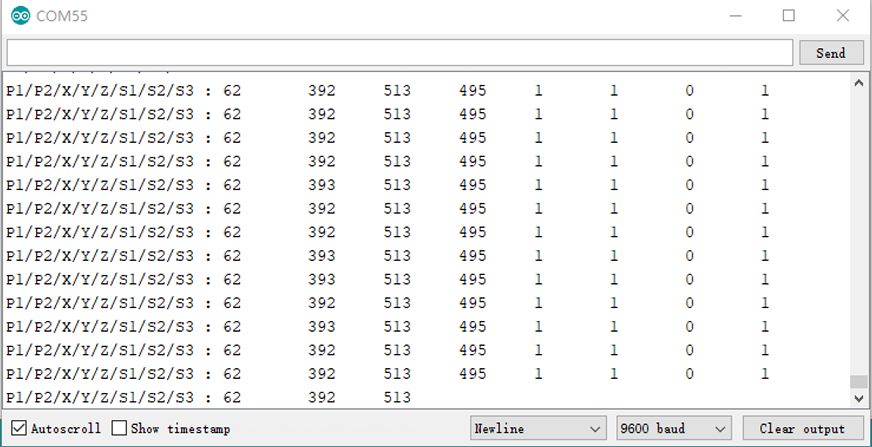 COM55
Send
P1/P2/X/Y/Z/S1/S2/S3 : 62 392 513 495 1 1 0 1
P1/P2/X/Y/Z/S1/S2/S3 : 62 392 513 495 1 1 0 1
P1/P2/X/Y/Z/S1/S2/S3 : 62 392 513 495 1 1 0 1
P1/P2/X/Y/Z/S1/S2/S3 : 62 392 513 495 1 1 0 1
P1/P2/X/Y/Z/S1/S2/S3 : 62 393 513 495 1 1 0 1
P1/P2/X/Y/Z/S1/S2/S3 : 62 392 513 495 1 1 0 1
P1/P2/X/Y/Z/S1/S2/S3 : 62 392 513 495 1 1 0 1
P1/P2/X/Y/Z/S1/S2/S3 : 62 393 513 495 1 1 0 1
P1/P2/X/Y/Z/S1/S2/S3 : 62 393 513 495 1 1 0 1
P1/P2/X/Y/Z/S1/S2/S3 : 62 392 513 495 1 1 0 1
P1/P2/X/Y/Z/S1/S2/S3 : 62 393 513 495 1 1 0 1
P1/P2/X/Y/Z/S1/S2/S3 : 62 392 513 495 1 1 0 1
P1/P2/X/Y/Z/S1/S2/S3 : 62 392 513 495 1 1 0 1
P1/P2/X/Y/Z/S1/S2/S3 : 62 392 513
Autoscroll Show timestamp Newline 9600 baud Clear output